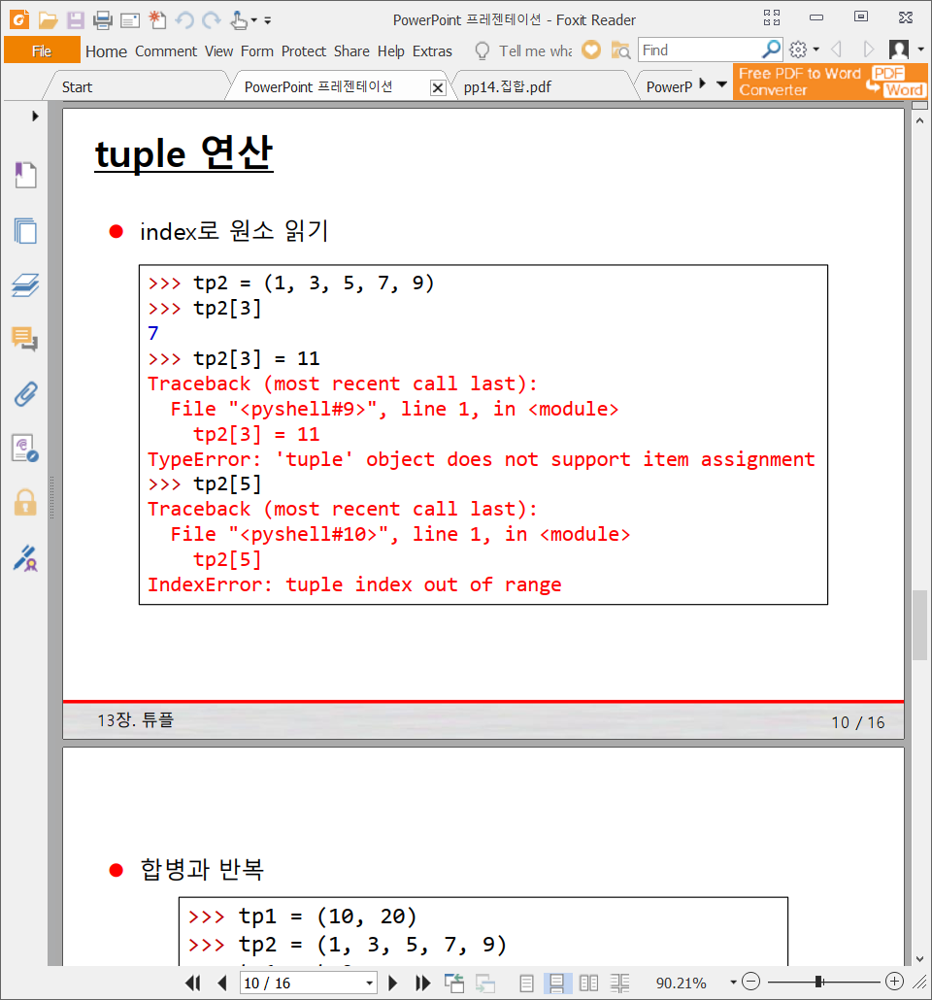 PowerPoint 프레젠테이션 - Foxit Reader
File Home Comment View Form Protect Share Help Extras Tell me wha Find
Start PowerPoint 프레젠테이션 pp14.집합.pdf PowerP
Free PDF to Word Converter PDF Word
tuple 연산
● index로 원소 읽기
>>> tp2 = (1, 3, 5, 7, 9)
>>> tp2[3]
7
>>> tp2[3] = 11
Traceback (most recent call last):
  File "<pyshell#9>", line 1, in <module>
    tp2[3] = 11
TypeError: 'tuple' object does not support item assignment
>>> tp2[5]
Traceback (most recent call last):
  File "<pyshell#10>", line 1, in <module>
    tp2[5]
IndexError: tuple index out of range
13장. 튜플
10 / 16
● 합병과 반복
>>> tp1 = (10, 20)
>>> tp2 = (1, 3, 5, 7, 9)
10 / 16
90.21%